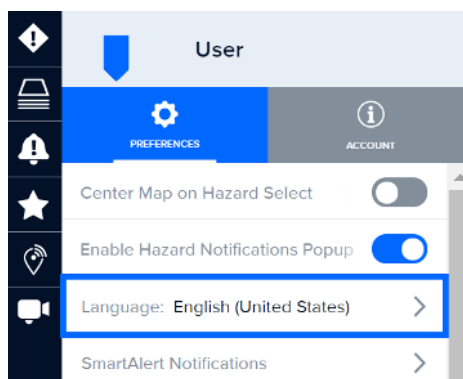 User
PREFERENCES
ACCOUNT
Center Map on Hazard Select
Enable Hazard Notifications Popup
Language: English (United States)
SmartAlert Notifications